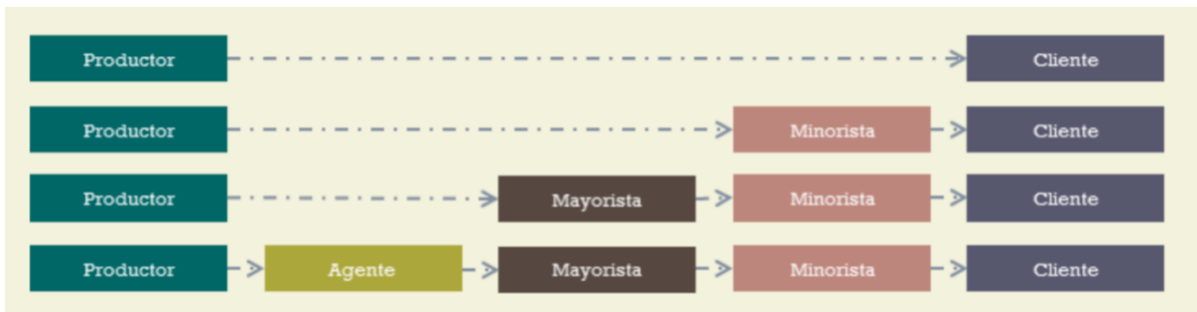 Productor Cliente
Productor Minorista Cliente
Productor Mayorista Minorista Cliente
Productor Agente Mayorista Minorista Cliente